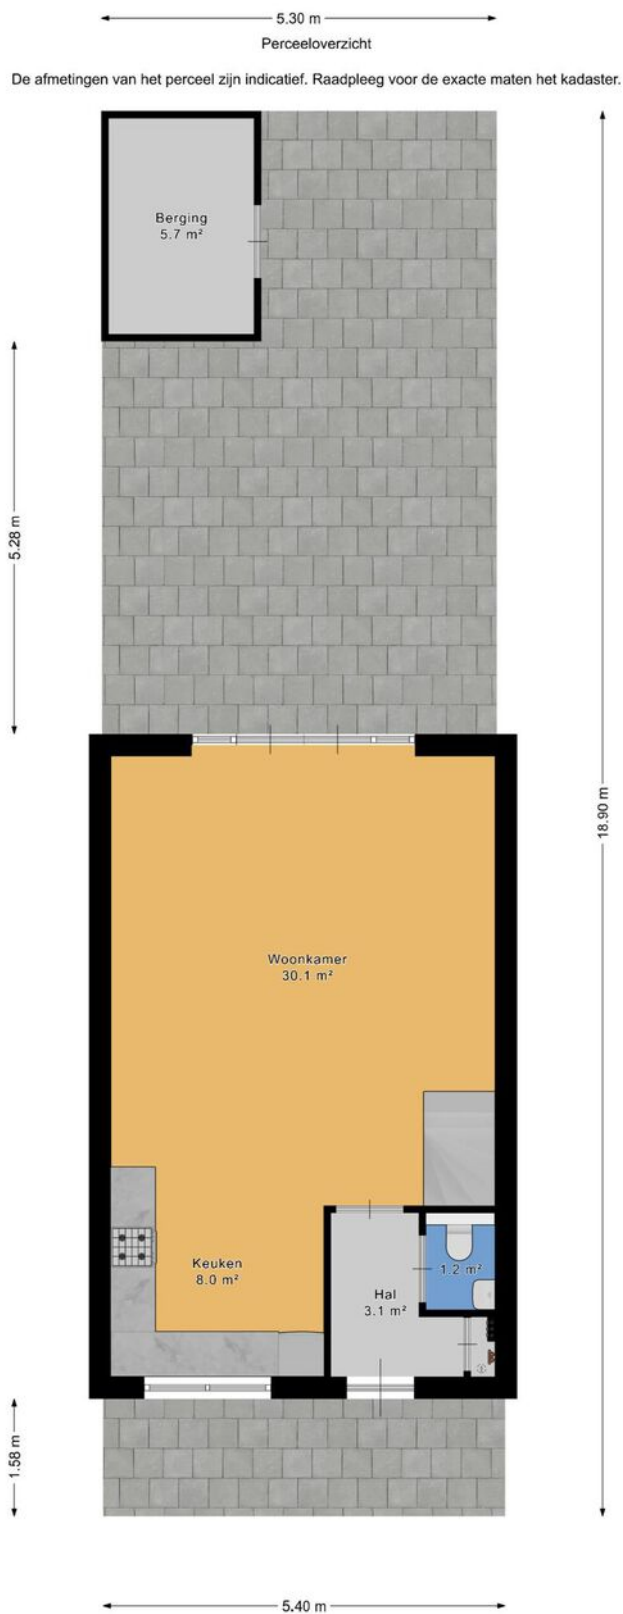 5.30 m
Perceeloverzicht
De afmetingen van het perceel zijn indicatief. Raadpleeg voor de exacte maten het kadaster.
Berging
5.7 m²
5.28 m
18.90 m
Woonkamer
30.1 m²
Keuken
8.0 m²
1.2 m²
Hal
3.1 m²
1.58 m
5.40 m